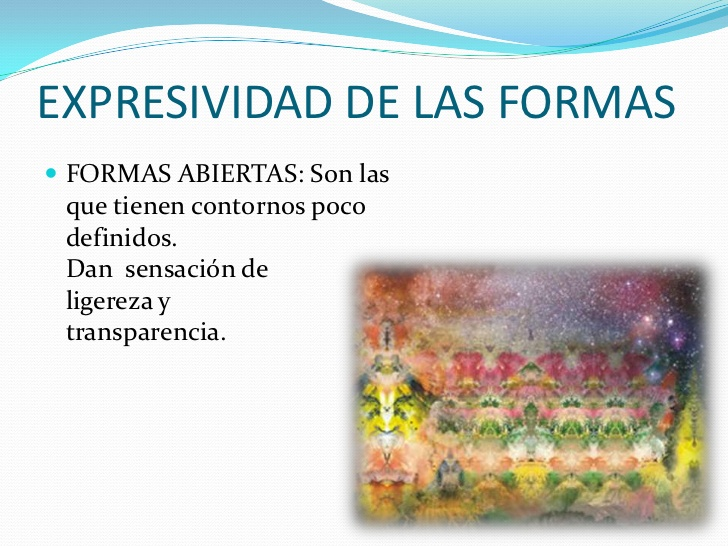 EXPRESIVIDAD DE LAS FORMAS
• FORMAS ABIERTAS: Son las
que tienen contornos poco
definidos.
Dan sensación de
ligereza y
transparencia.